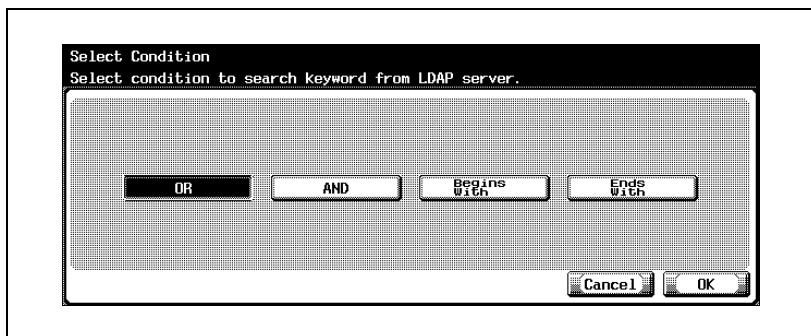 Select Condition
Select condition to search keyword from LDAP server.
OR
AND
Begins
With
Ends
With
Cancel
OK